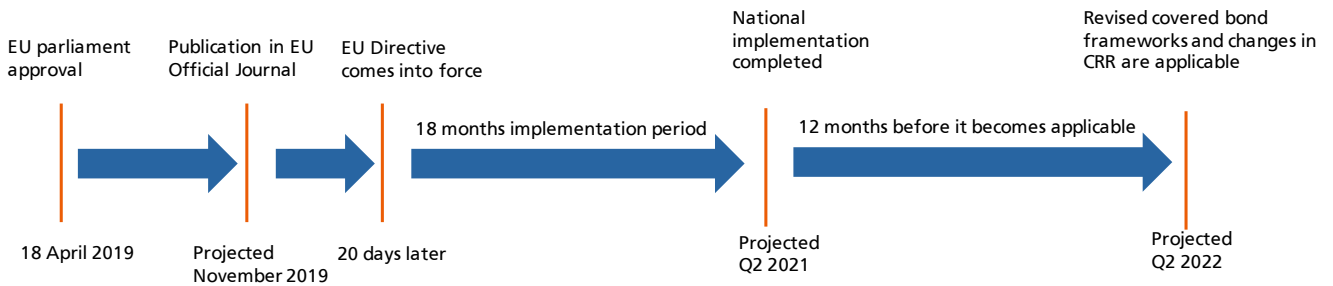 EU parliament
approval
Publication in EU
Official Journal
EU Directive
comes into force
National
implementation
completed
Revised covered bond
frameworks and changes in
CRR are applicable
18 months implementation period
12 months before it becomes applicable
18 April 2019
Projected
November 2019
20 days later
Projected
Q2 2021
Projected
Q2 2022